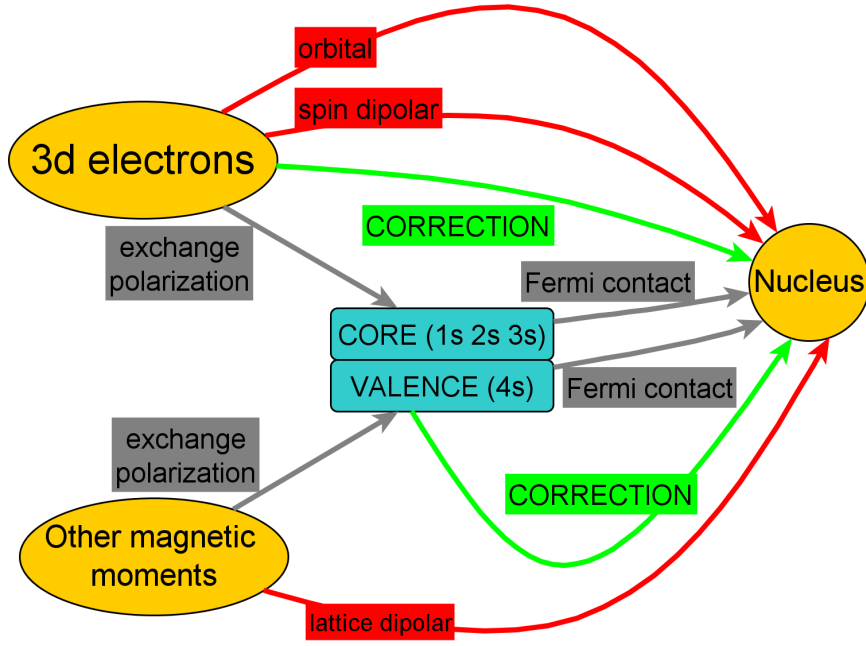 orbital
spin dipolar
3d electrons
CORRECTION
exchange
polarization
Fermi contact
Nucleus
CORE (1s 2s 3s)
VALENCE (4s)
Fermi contact
exchange
polarization
CORRECTION
Other magnetic
moments
lattice dipolar